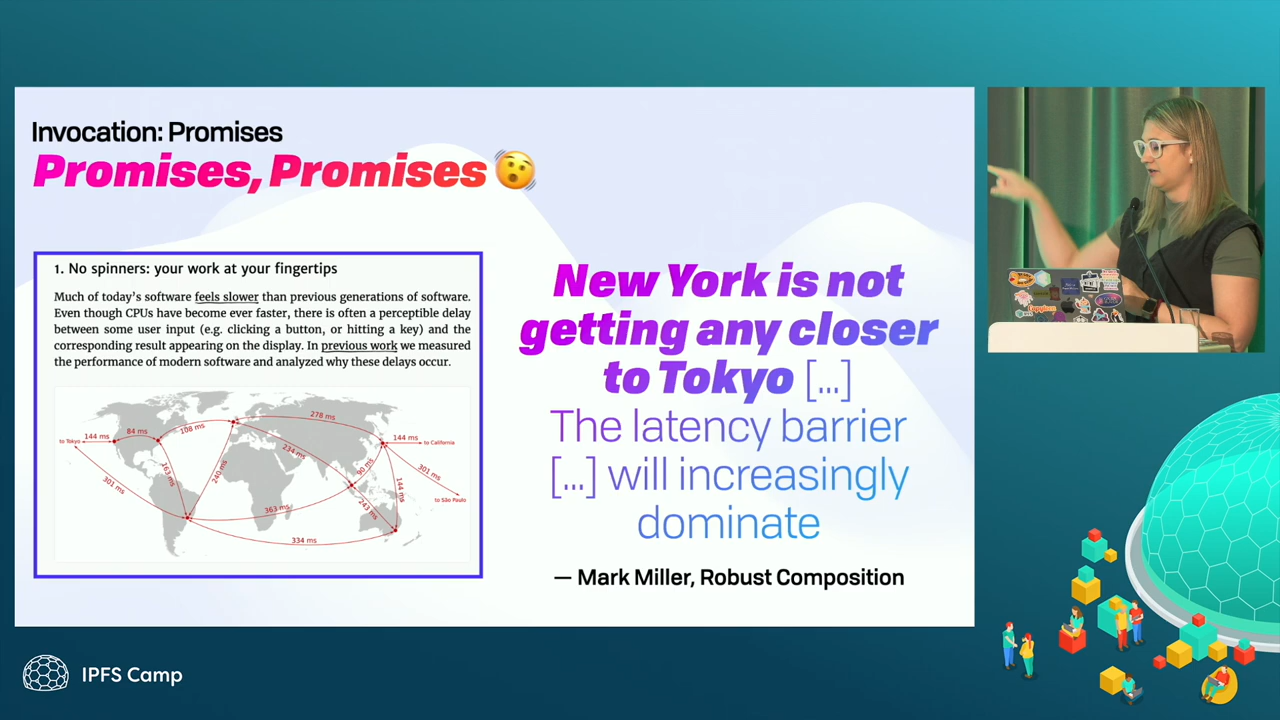 Invocation: Promises
Promises, Promises
1. No spinners: your work at your fingertips
Much of today's software feels slower than previous generations of software.
Even though CPUs have become ever faster, there is often a perceptible delay
between some user input (e.g. clicking a button, or hitting a key) and the
corresponding result appearing on the display. In previous work we measured
the performance of modern software and analyzed why these delays occur.
278 ms
84 ms
108 ms
144 ms
to Tokyo
144 ms
to California
234 ms
90 ms
163 ms
240 ms
301 ms
301 ms
144 ms
to São Paulo
363 ms
243 ms
334 ms
New York is not
getting any closer
to Tokyo [...]
The latency barrier
[...] will increasingly
dominate
— Mark Miller, Robust Composition
IPFS Camp